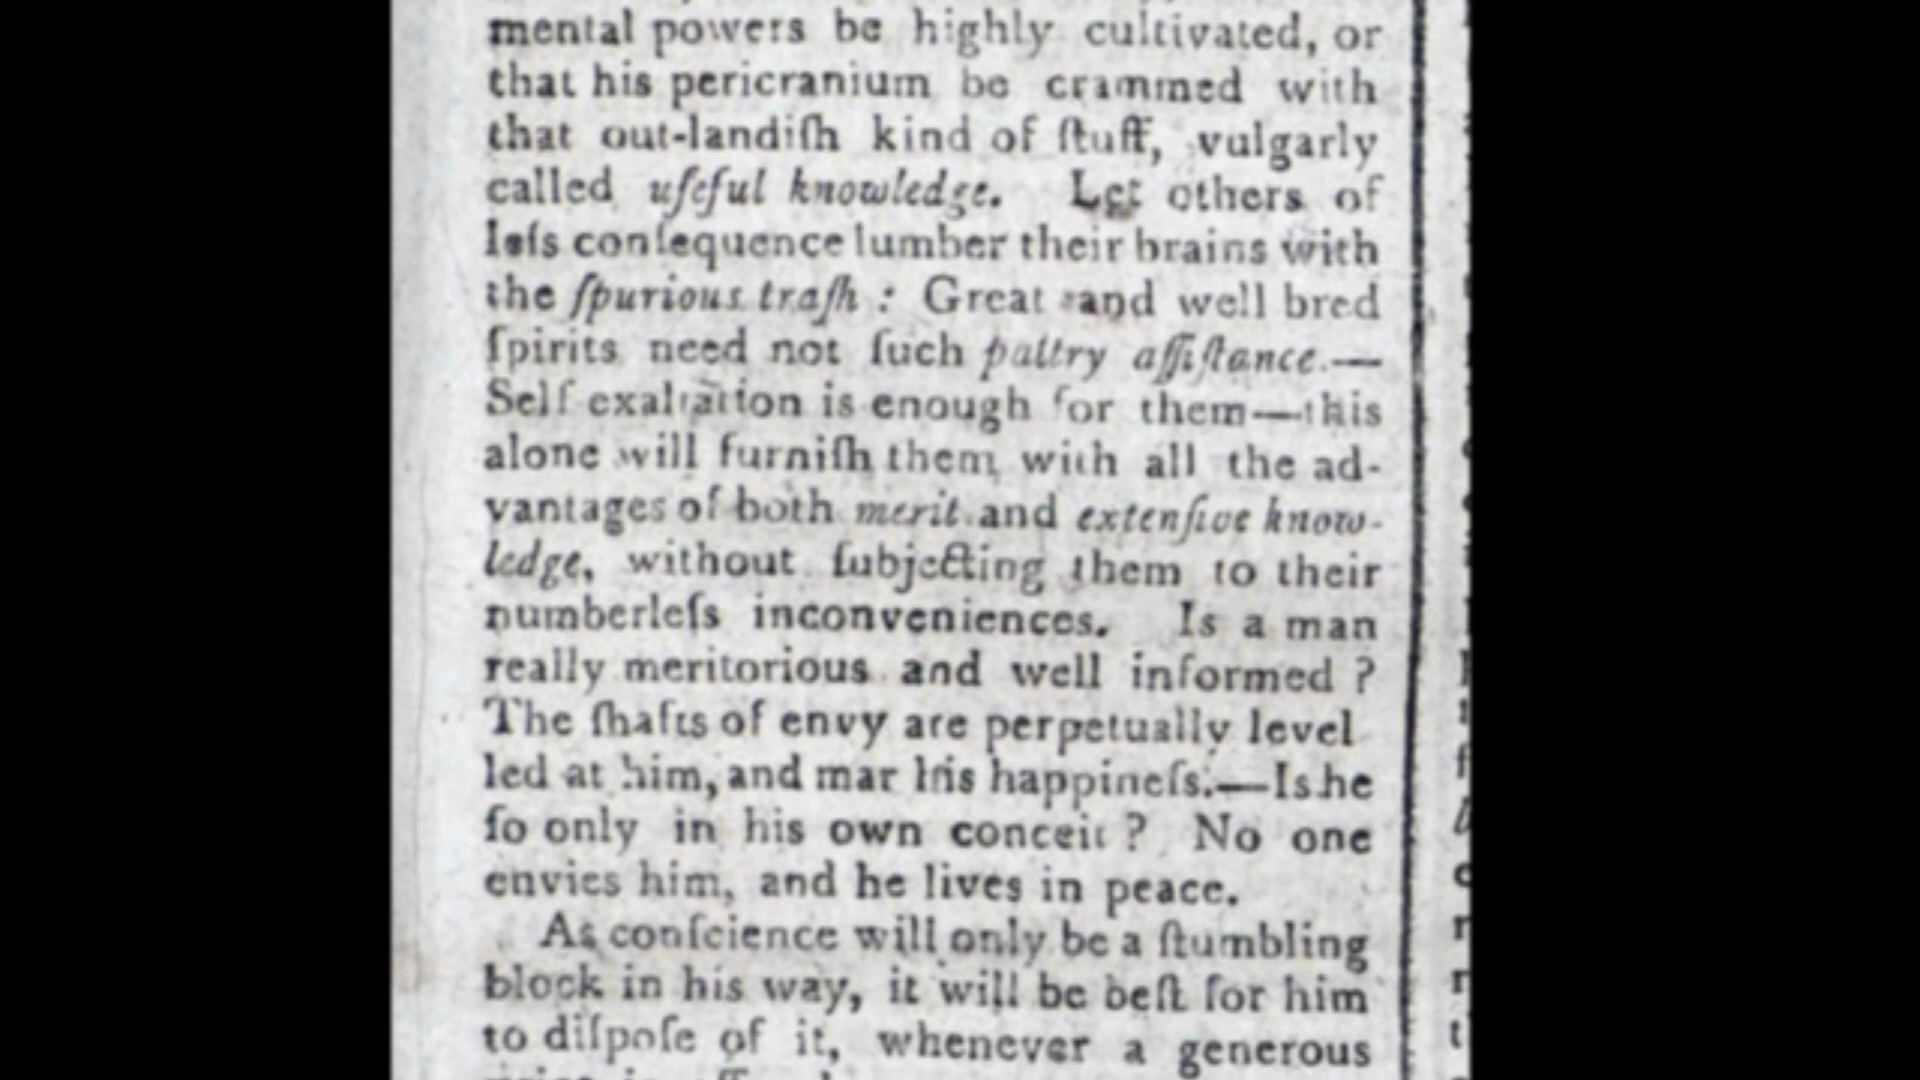 mental powers be highly cultivated, or
that his pericranium be crammed with
that out-landiſh kind of ſtuff, vulgarly
called uſeful knowledge. Let others of
leſs conſequence lumber their brains with
the ſpurious traſh : Great and well bred
ſpirits need not ſuch paltry aſſiſtance.—
Self exaltation is enough for them—this
alone will furniſh them with all the ad-
vantages of both merit and extenſive know-
ledge, without ſubjecting them to their
numberleſs inconveniences. Is a man
really meritorious and well informed ?
The ſhafts of envy are perpetually level
led at him, and mar his happineſs.—Is he
ſo only in his own conceit ? No one
envies him, and he lives in peace.
As conſcience will only be a ſtumbling
block in his way, it will be beſt for him
to diſpoſe of it, whenever a generous